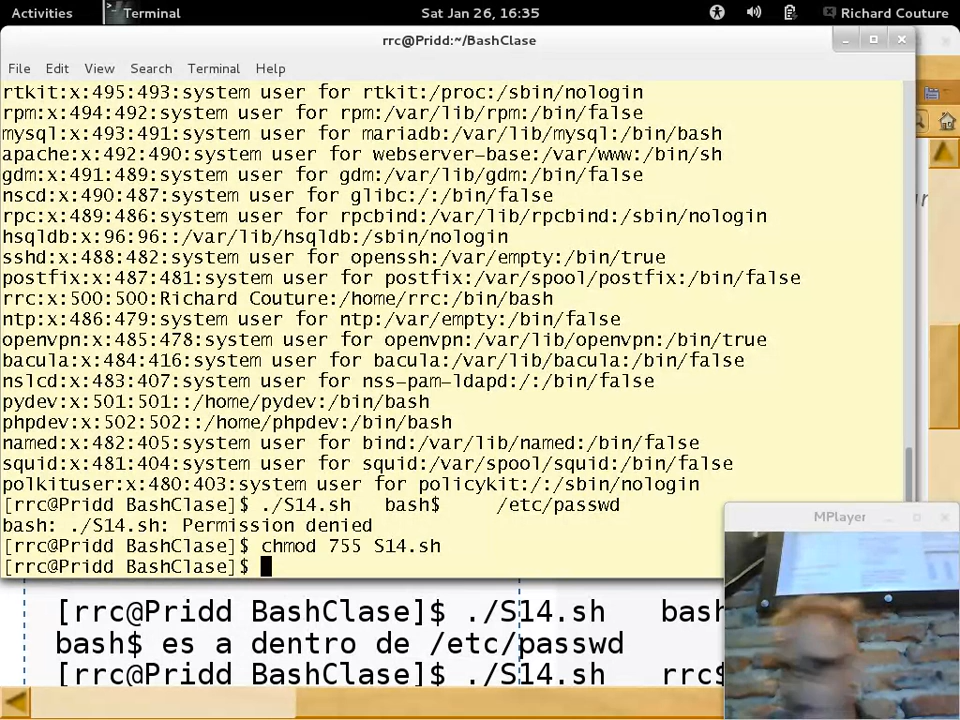 Activities Terminal Sat Jan 26, 16:35 Richard Couture
rrc@Pridd:~/BashClase
File Edit View Search Terminal Help
rtkit:x:495:493:system user for rtkit:/proc:/sbin/nologin
rpm:x:494:492:system user for rpm:/var/lib/rpm:/bin/false
mysql:x:493:491:system user for mariadb:/var/lib/mysql:/bin/bash
apache:x:492:490:system user for webserver-base:/var/www:/bin/sh
gdm:x:491:489:system user for gdm:/var/lib/gdm:/bin/false
nscd:x:490:487:system user for glibc:/:/bin/false
rpc:x:489:486:system user for rpcbind:/var/lib/rpcbind:/sbin/nologin
hsqldb:x:96:96::/var/lib/hsqldb:/sbin/nologin
sshd:x:488:482:system user for openssh:/var/empty:/bin/true
postfix:x:487:481:system user for postfix:/var/spool/postfix:/bin/false
rrc:x:500:500:Richard Couture:/home/rrc:/bin/bash
ntp:x:486:479:system user for ntp:/var/empty:/bin/false
openvpn:x:485:478:system user for openvpn:/var/lib/openvpn:/bin/true
bacula:x:484:416:system user for bacula:/var/lib/bacula:/bin/false
nslcd:x:483:407:system user for nss-pam-ldapd:/:/bin/false
pydev:x:501:501::/home/pydev:/bin/bash
phpdev:x:502:502::/home/phpdev:/bin/bash
named:x:482:405:system user for bind:/var/lib/named:/bin/false
squid:x:481:404:system user for squid:/var/spool/squid:/bin/false
polkituser:x:480:403:system user for policykit:/:/sbin/nologin
[rrc@Pridd BashClase]$ ./S14.sh bash$ /etc/passwd
bash: ./S14.sh: Permission denied
[rrc@Pridd BashClase]$ chmod 755 S14.sh
[rrc@Pridd BashClase]$
MPlayer
[rrc@Pridd BashClase]$ ./S14.sh bash
bash$ es a dentro de /etc/passwd
[rrc@Pridd BashClase]$ ./S14.sh rrc$